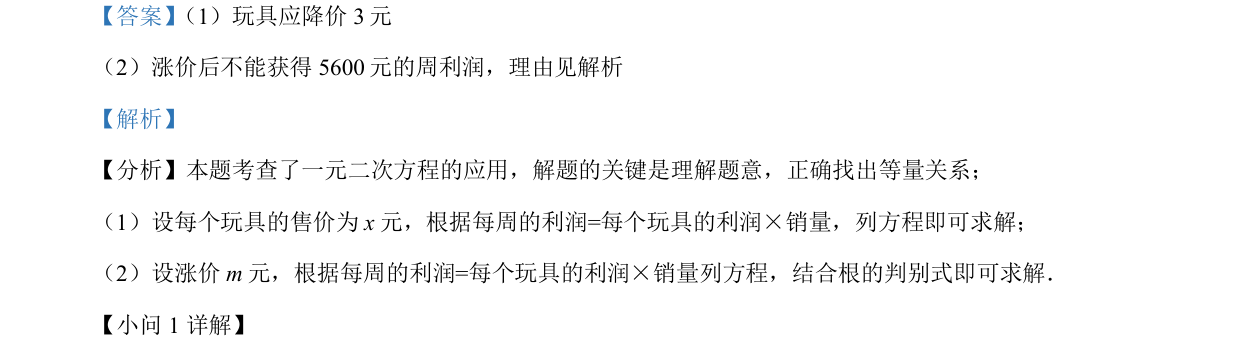 【答案】（1）玩具应降价 3 元
（2）涨价后不能获得 5600 元的周利润，理由见解析
【解析】
【分析】本题考查了一元二次方程的应用，解题的关键是理解题意，正确找出等量关系；
（1）设每个玩具的售价为 x 元，根据每周的利润=每个玩具的利润×销量，列方程即可求解；
（2）设涨价 m 元，根据每周的利润=每个玩具的利润×销量列方程，结合根的判别式即可求解．
【小问 1 详解】